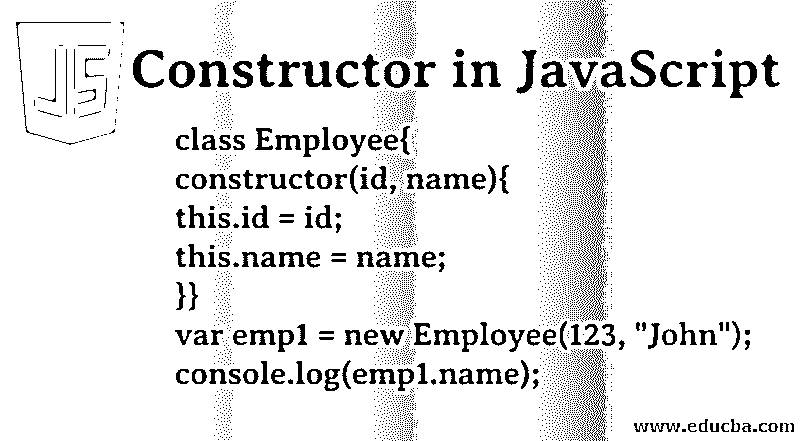 JS
Constructor in JavaScript
class Employee{
constructor(id, name){
this.id = id;
this.name = name;
}}
var emp1 = new Employee(123, "John");
console.log(emp1.name);
www.educba.com